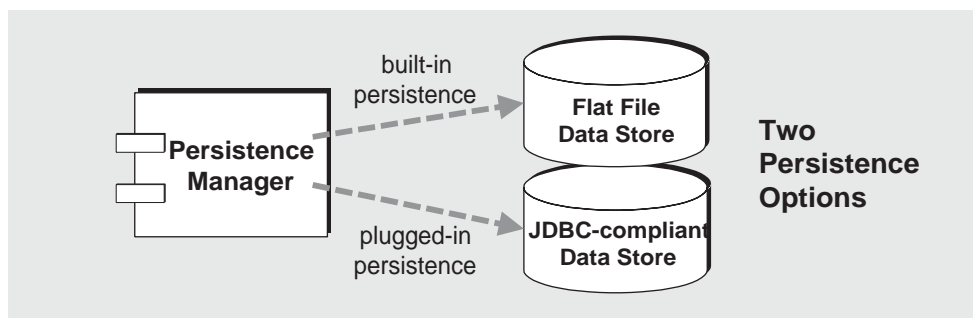 built-in
persistence
Persistence
Manager
plugged-in
persistence
Flat File
Data Store
JDBC-compliant
Data Store
Two
Persistence
Options